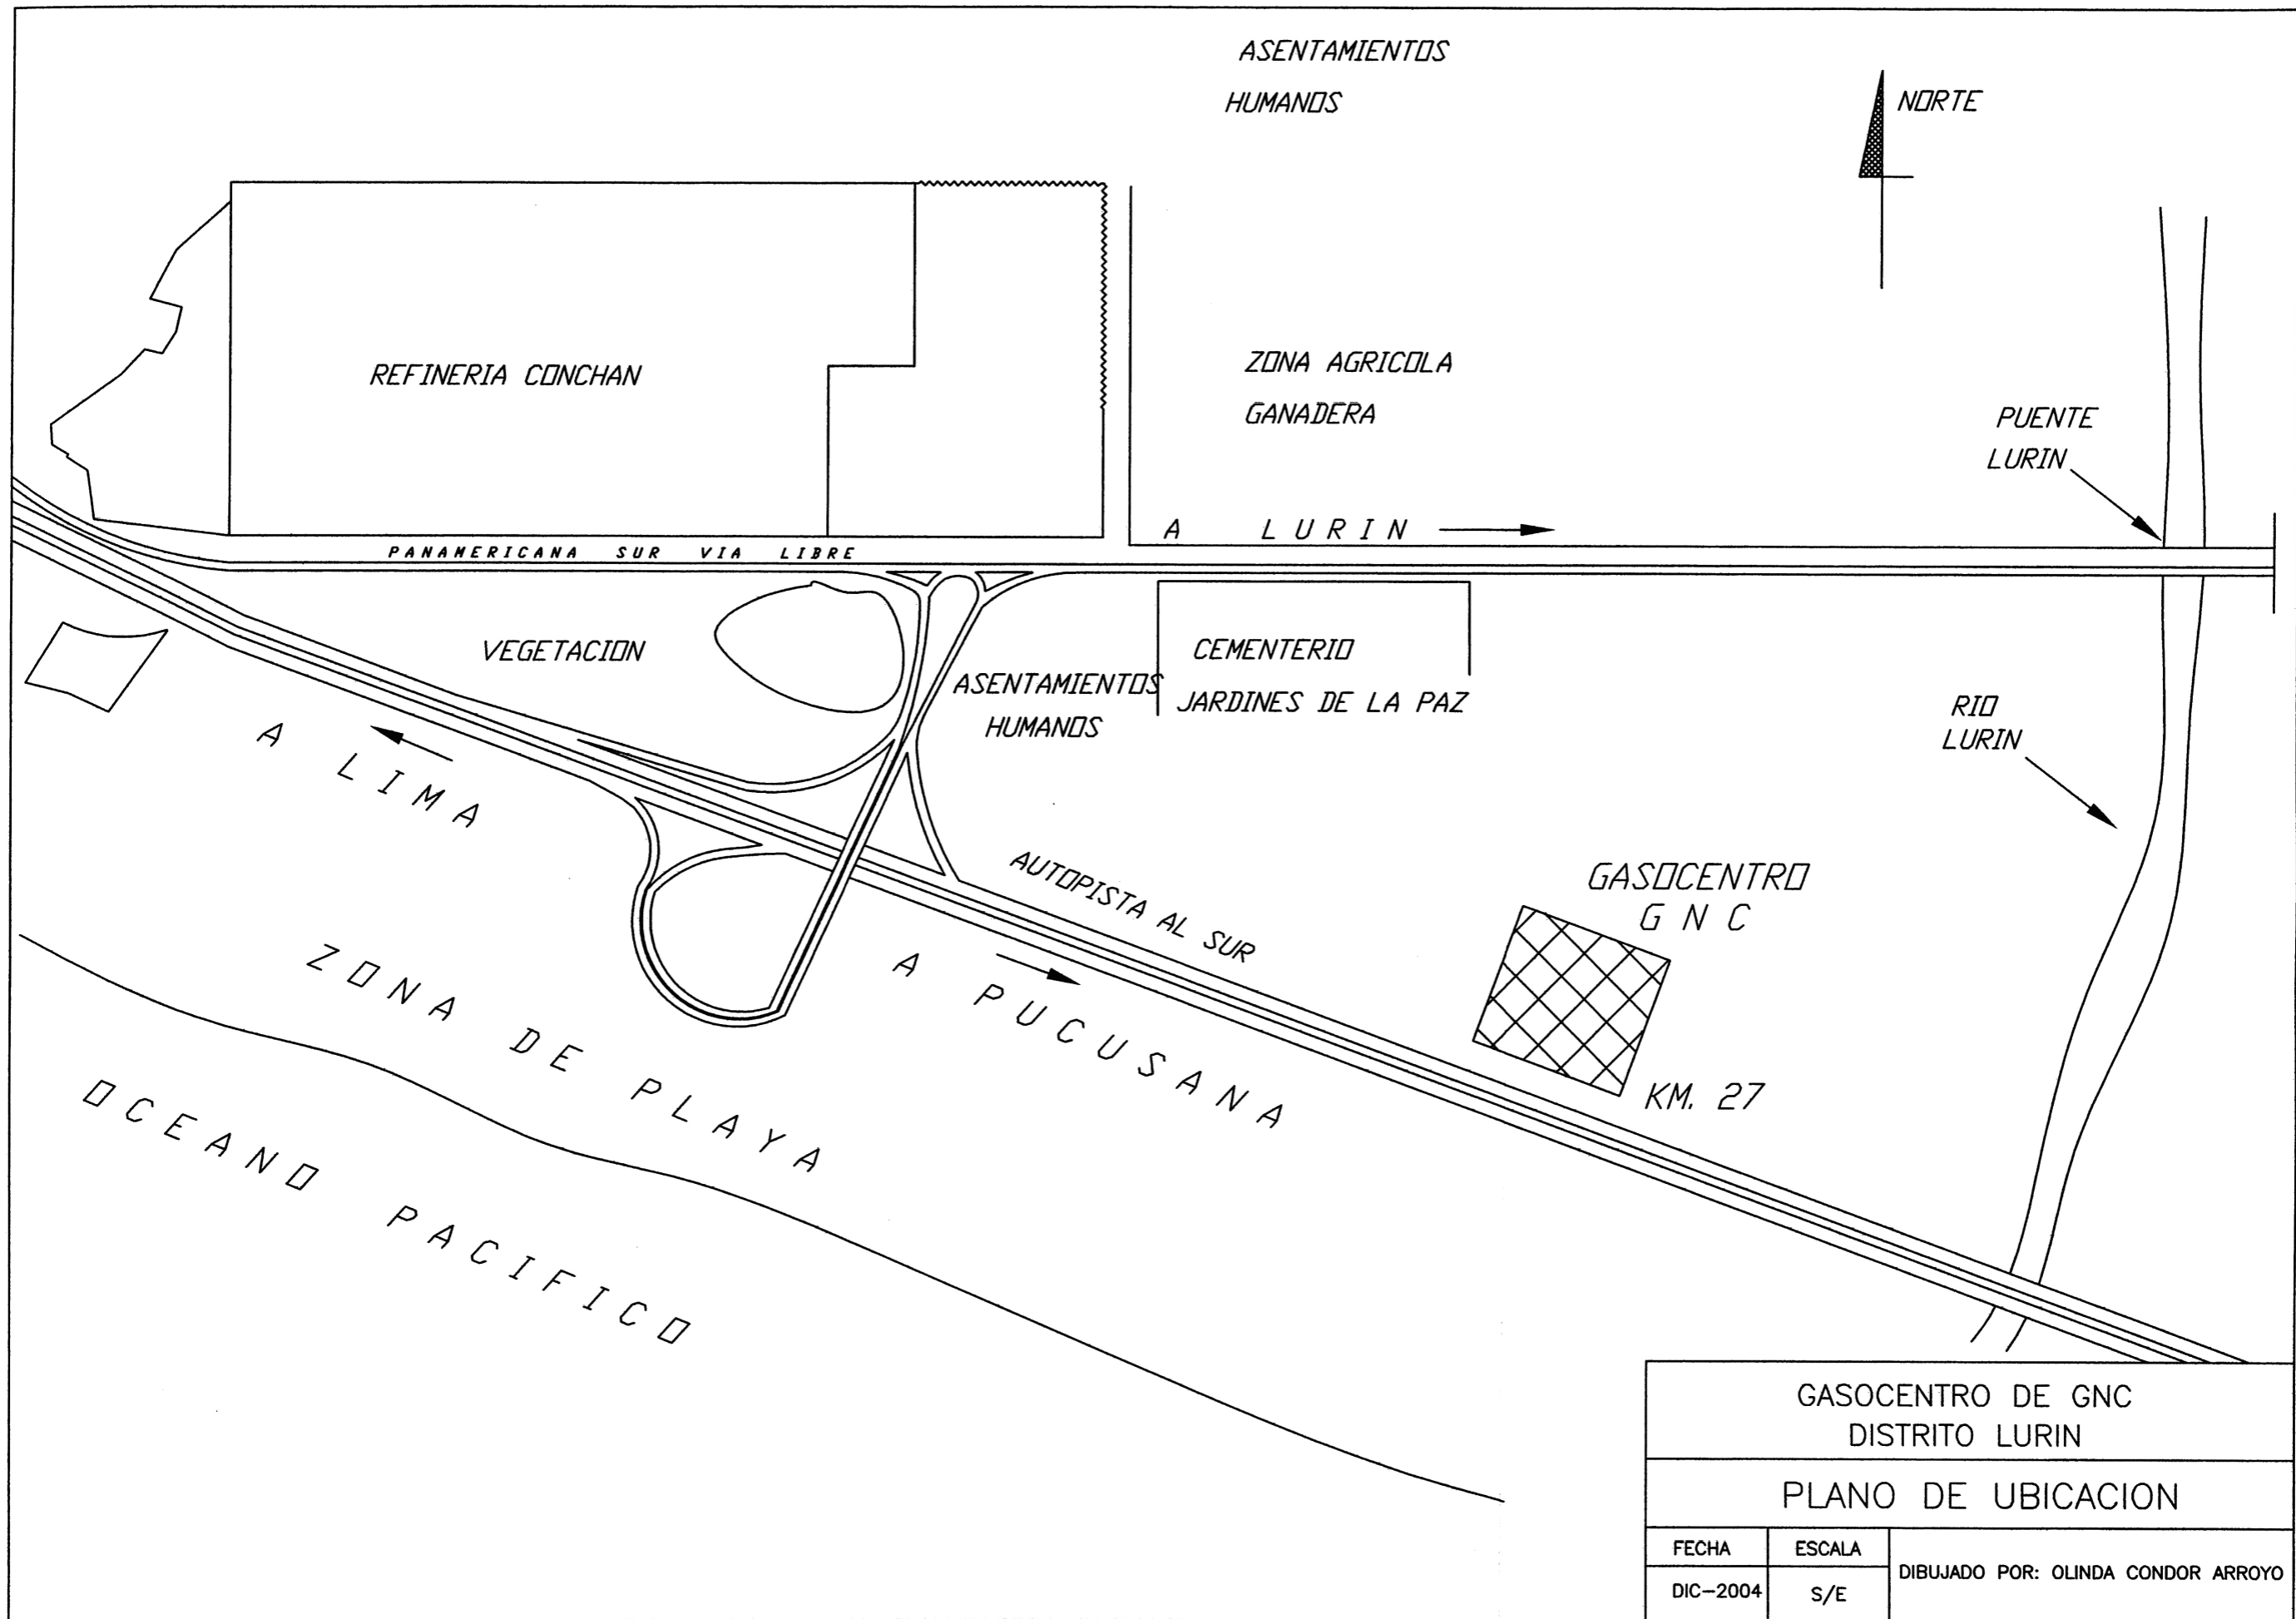 ASENTAMIENTOS
HUMANOS
NORTE
REFINERIA CONCHAN
ZONA AGRICOLA
GANADERA
PUENTE
LURIN
A LURIN
PANAMERICANA SUR VIA LIBRE
VEGETACION
ASENTAMIENTOS
HUMANOS
CEMENTERIO
JARDINES DE LA PAZ
RIO
LURIN
A LIMA
AUTOPISTA AL SUR
A PUCUSANA
GASOCENTRO
G N C
KM. 27
ZONA DE PLAYA
OCEANO PACIFICO
GASOCENTRO DE GNC
DISTRITO LURIN
PLANO DE UBICACION
FECHA
ESCALA
DIBUJADO POR: OLINDA CONDOR ARROYO
DIC-2004
S/E